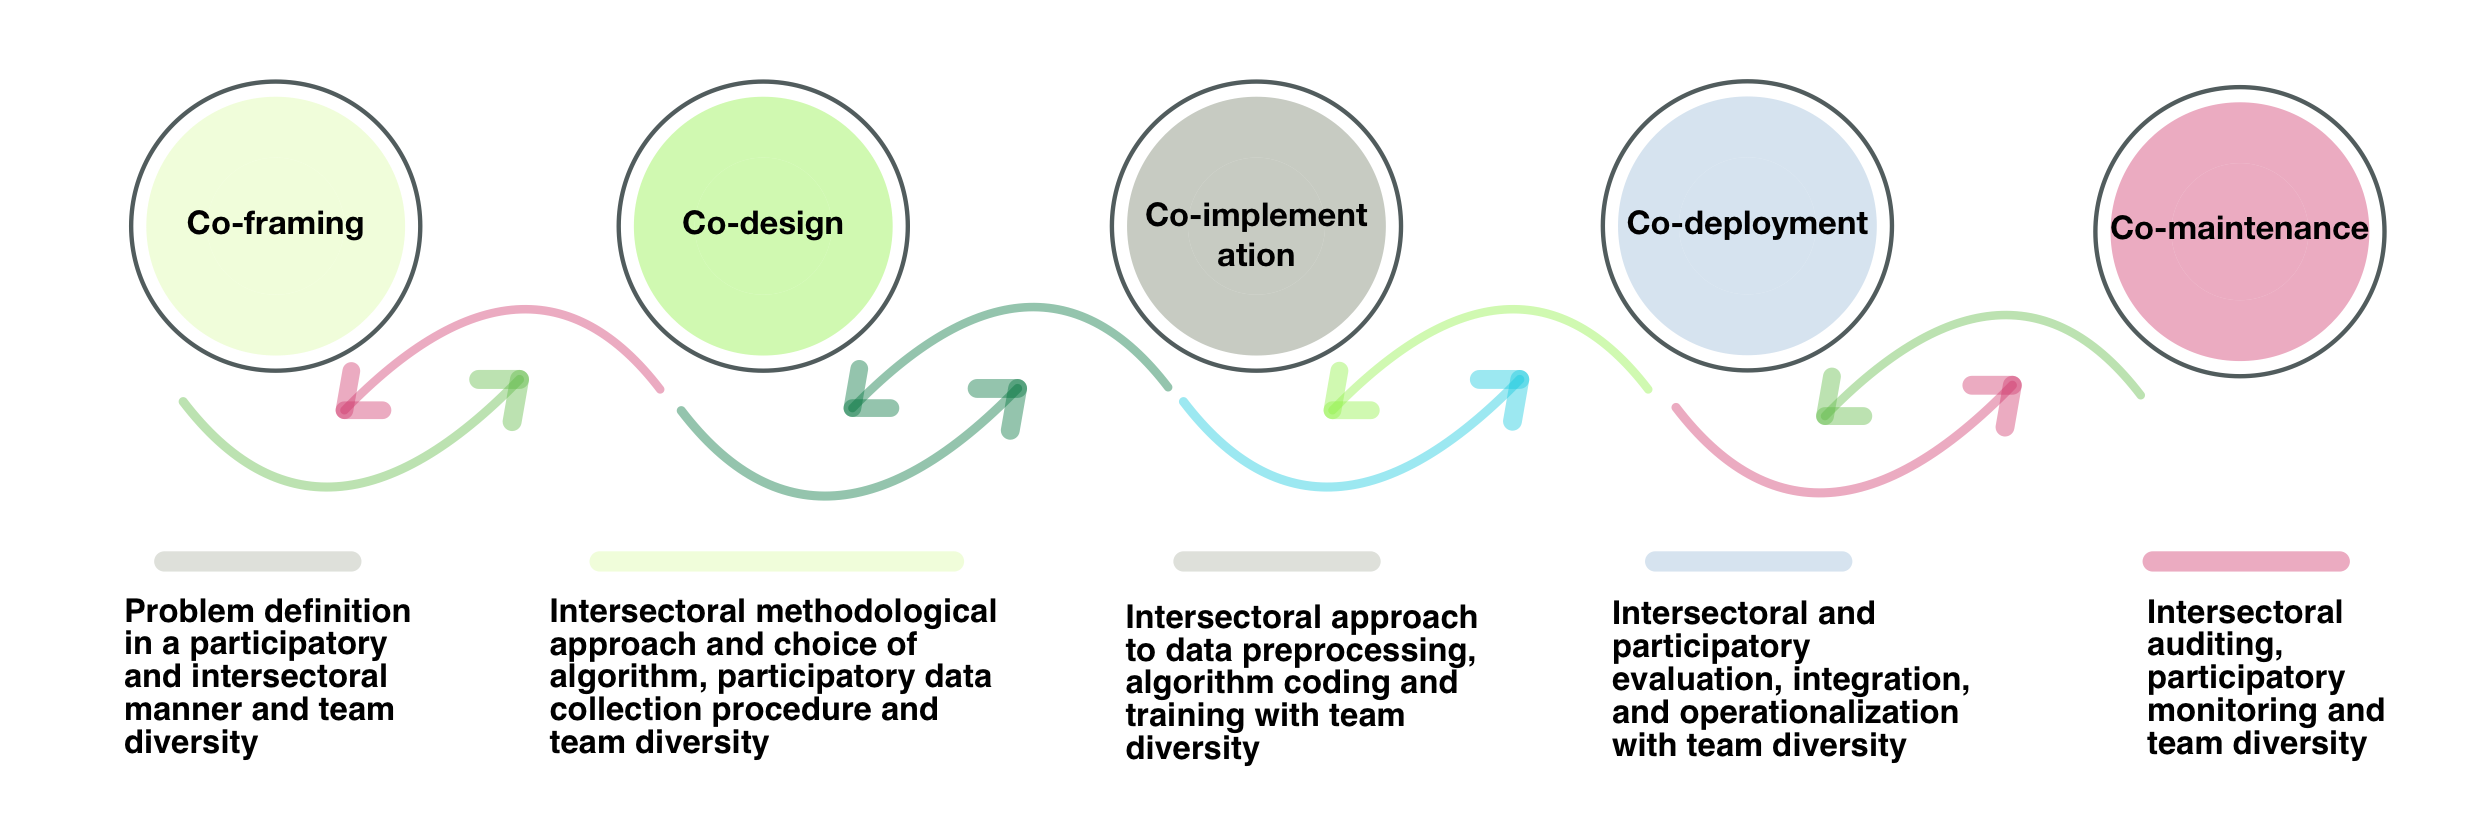 Co-framing
Co-design
Co-implement
ation
Co-deployment
Co-maintenance
Problem definition
in a participatory
and intersectoral
manner and team
diversity
Intersectoral methodological
approach and choice of
algorithm, participatory data
collection procedure and
team diversity
Intersectoral approach
to data preprocessing,
algorithm coding and
training with team
diversity
Intersectoral and
participatory
evaluation, integration,
and operationalization
with team diversity
Intersectoral
auditing,
participatory
monitoring and
team diversity